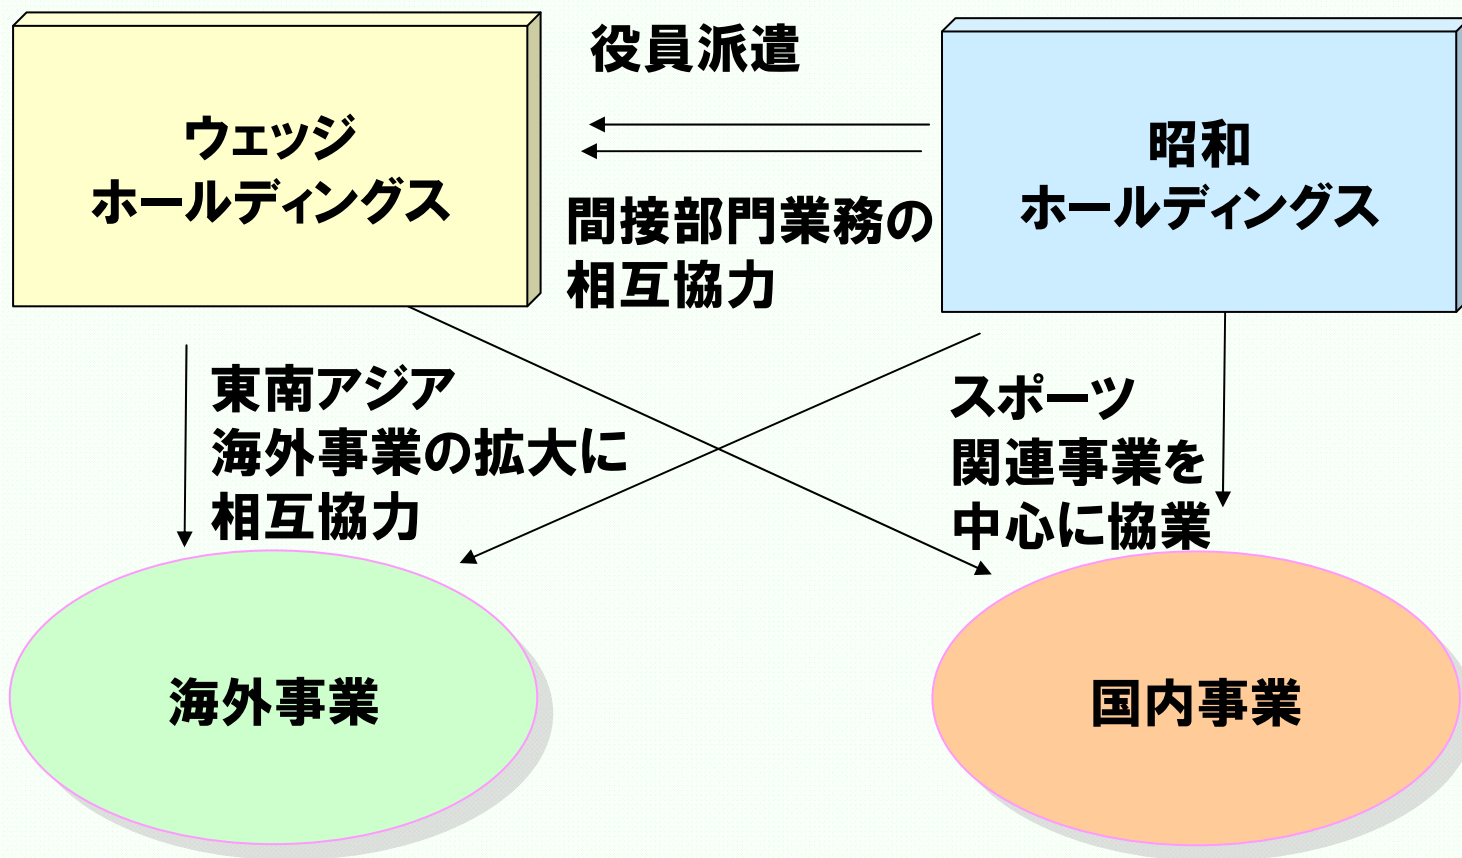 役員派遣
ウェッジ
ホールディングス
昭和
ホールディングス
間接部門業務の
相互協力
東南アジア
海外事業の拡大に
相互協力
スポーツ
関連事業を
中心に協業
海外事業
国内事業